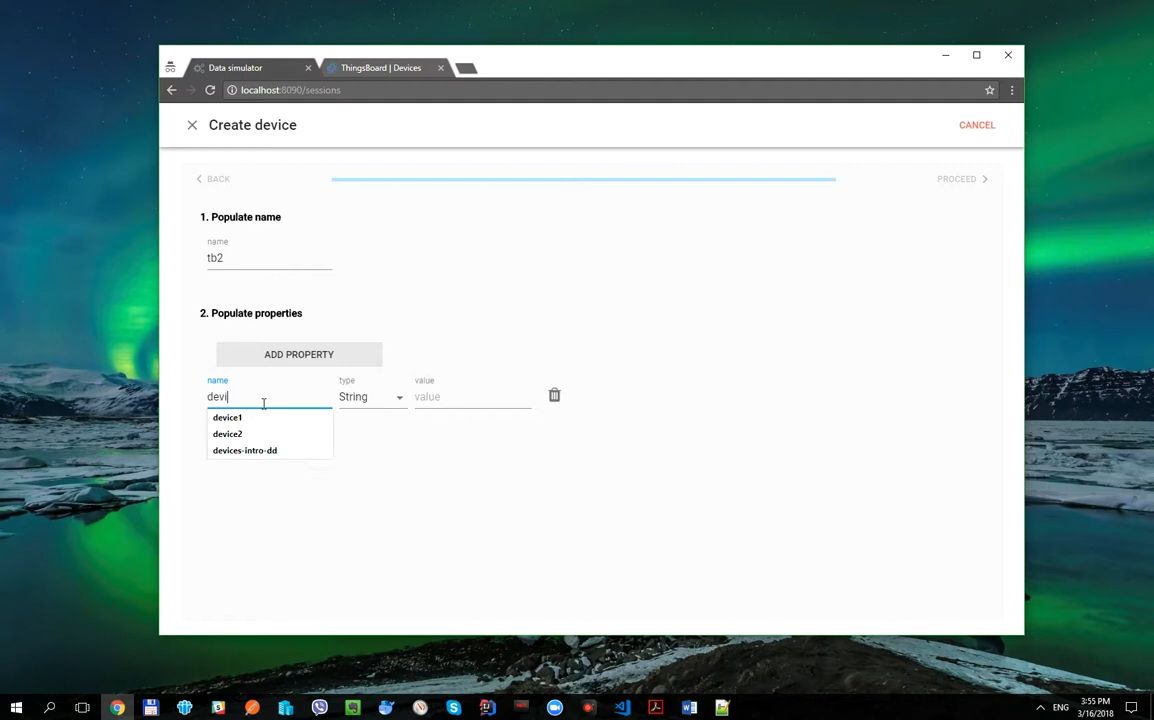 Data simulator
ThingsBoard | Devices
localhost:8090/sessions
Create device
CANCEL
BACK
PROCEED
1. Populate name
name
tb2
2. Populate properties
ADD PROPERTY
name type value
devi String value
device1
device2
devices-intro-dd
3:55 PM
ENG
3/16/2018